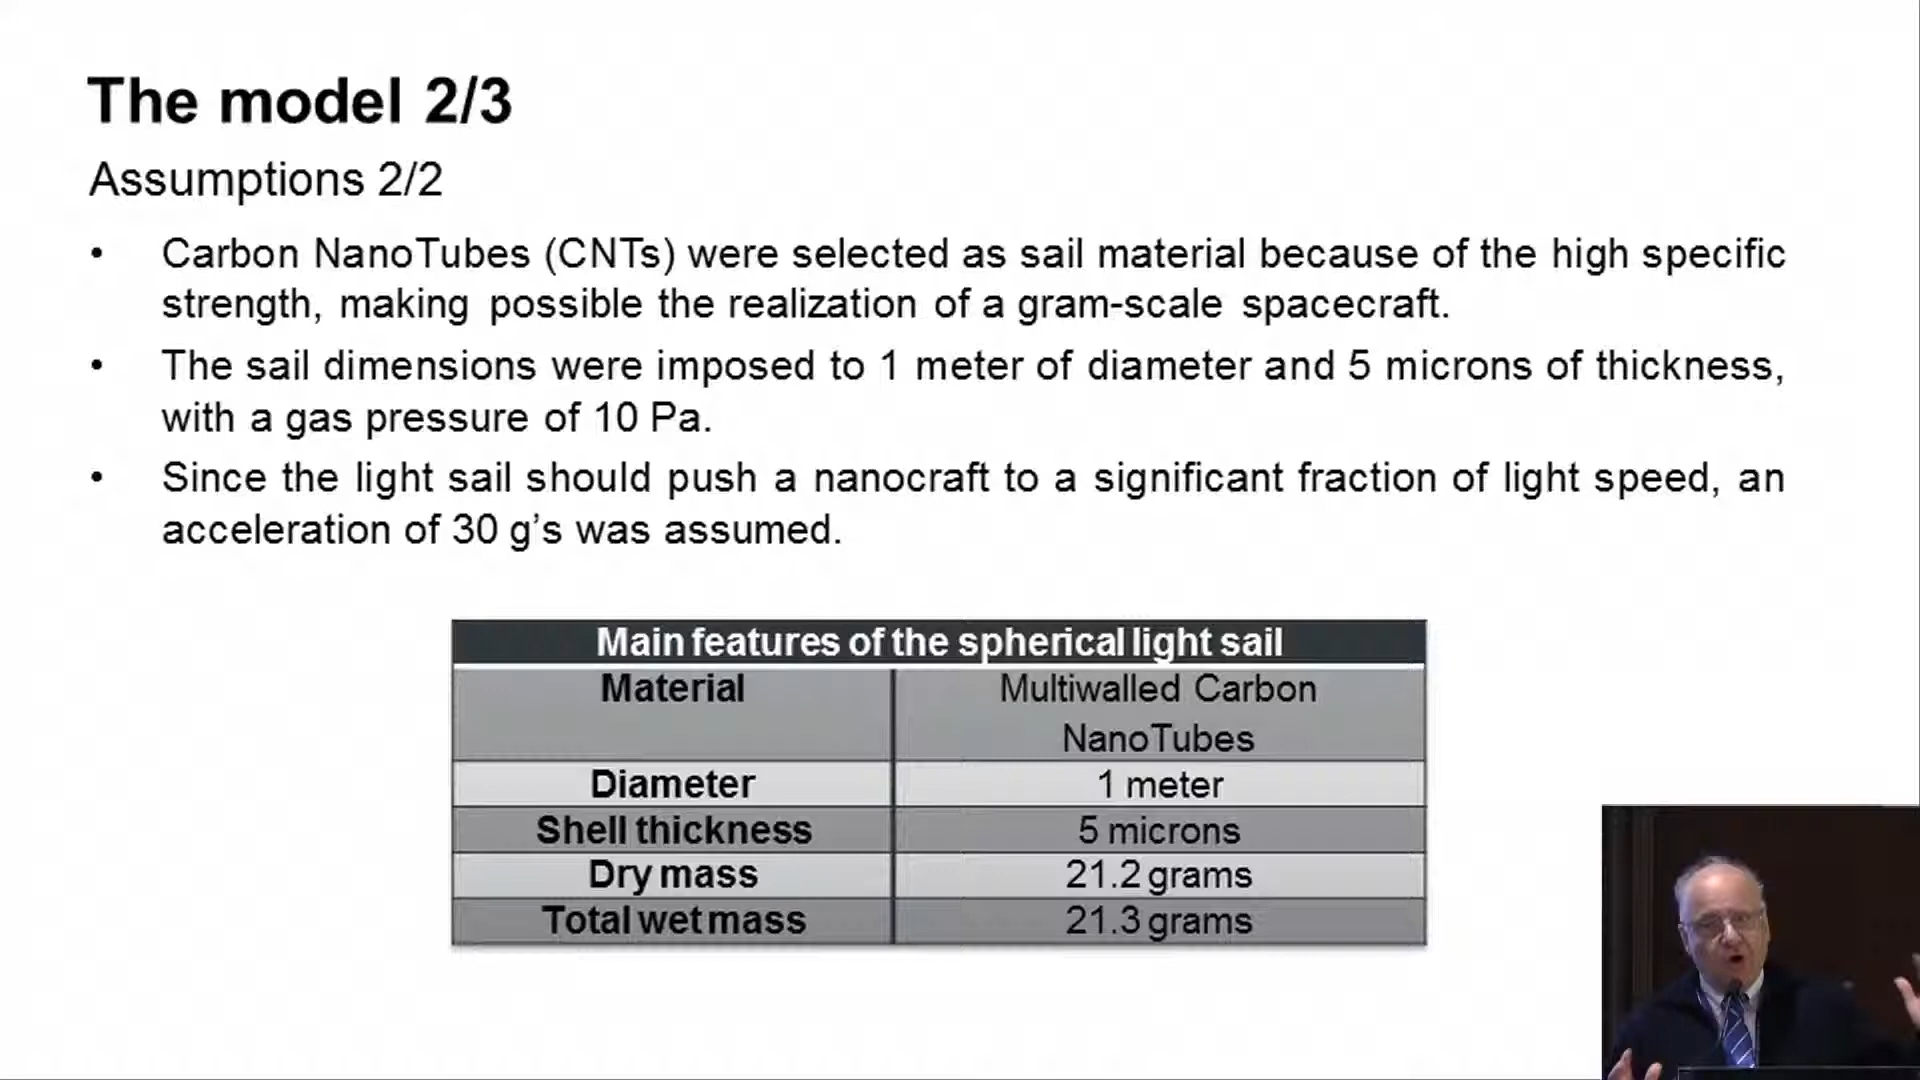 The model 2/3
Assumptions 2/2
• Carbon NanoTubes (CNTs) were selected as sail material because of the high specific
strength, making possible the realization of a gram-scale spacecraft.
• The sail dimensions were imposed to 1 meter of diameter and 5 microns of thickness,
with a gas pressure of 10 Pa.
• Since the light sail should push a nanocraft to a significant fraction of light speed, an
acceleration of 30 g’s was assumed.
Main features of the spherical light sail
Material Multiwalled Carbon
NanoTubes
Diameter 1 meter
Shell thickness 5 microns
Dry mass 21.2 grams
Total wet mass 21.3 grams